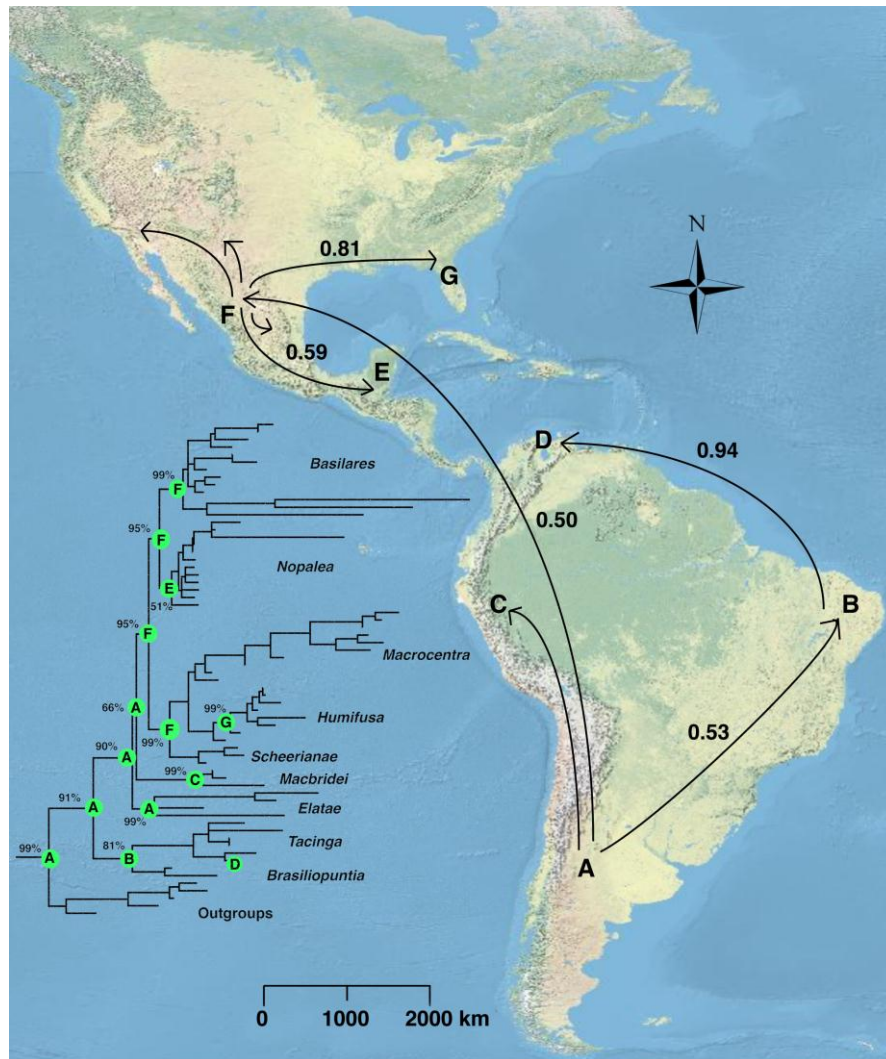 N
0.81
G
F
0.59
E
D
0.94
0.50
C
B
0.53
A
99%
F
Basilares
95%
F
Nopalea
E
51%
95%
F
Macrocentra
66%
A
99%
G
Humifusa
99%
F
Scheerianae
90%
A
99%
C
Macbridei
91%
A
A
Elatae
99%
Tacinga
81%
B
D
99%
A
Brasiliopuntia
Outgroups
0 1000 2000 km